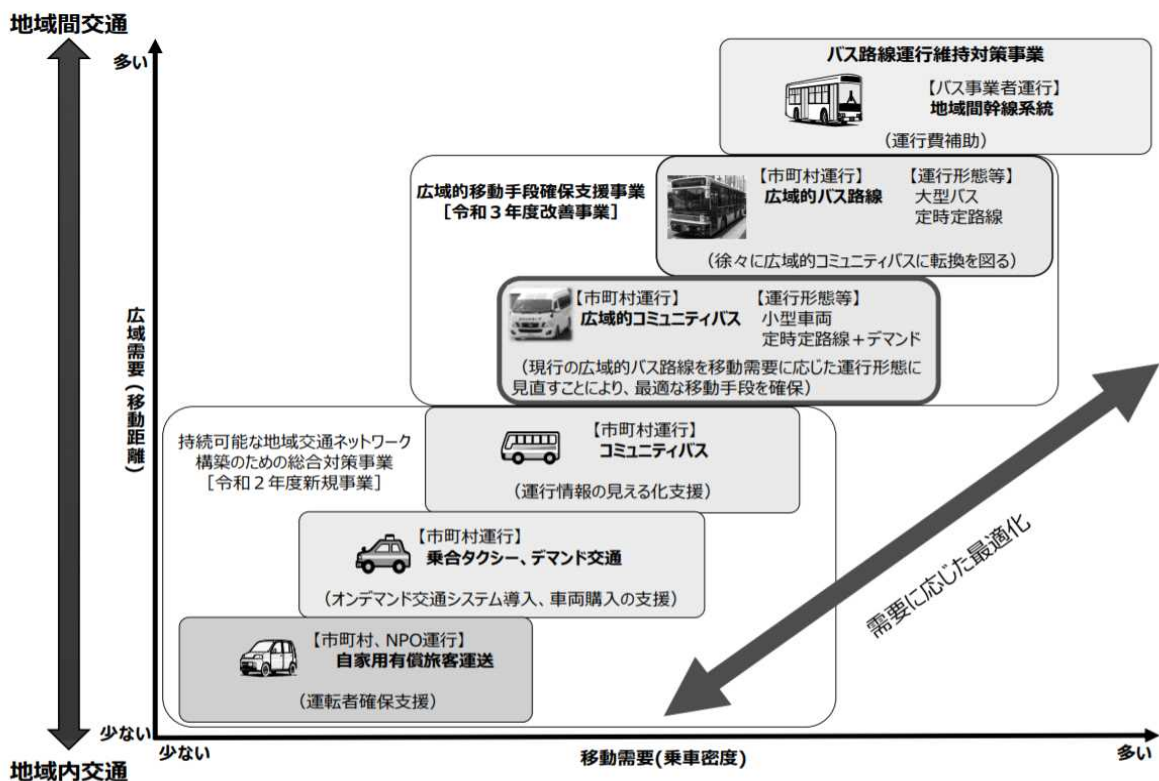 地域間交通
多い
バス路線運行維持対策事業
【バス事業者運行】
地域間幹線系統
(運行費補助)
広域的移動手段確保支援事業
[令和3年度改善事業]
【市町村運行】
広域的バス路線
【運行形態等】
大型バス
定時定路線
(徐々に広域的コミュニティバスに転換を図る)
【市町村運行】
広域的コミュニティバス
【運行形態等】
小型車両
定時定路線+デマンド
(現行の広域的バス路線を移動需要に応じた運行形態に
見直すことにより、最適な移動手段を確保)
広域需要(移動距離)
持続可能な地域交通ネットワーク
構築のための総合対策事業
[令和2年度新規事業]
【市町村運行】
コミュニティバス
(運行情報の見える化支援)
【市町村運行】
乗合タクシー、デマンド交通
(オンデマンド交通システム導入、車両購入の支援)
【市町村、NPO運行】
自家用有償旅客運送
(運転者確保支援)
需要に応じた最適化
少ない
少ない
移動需要(乗車密度)
多い
地域内交通